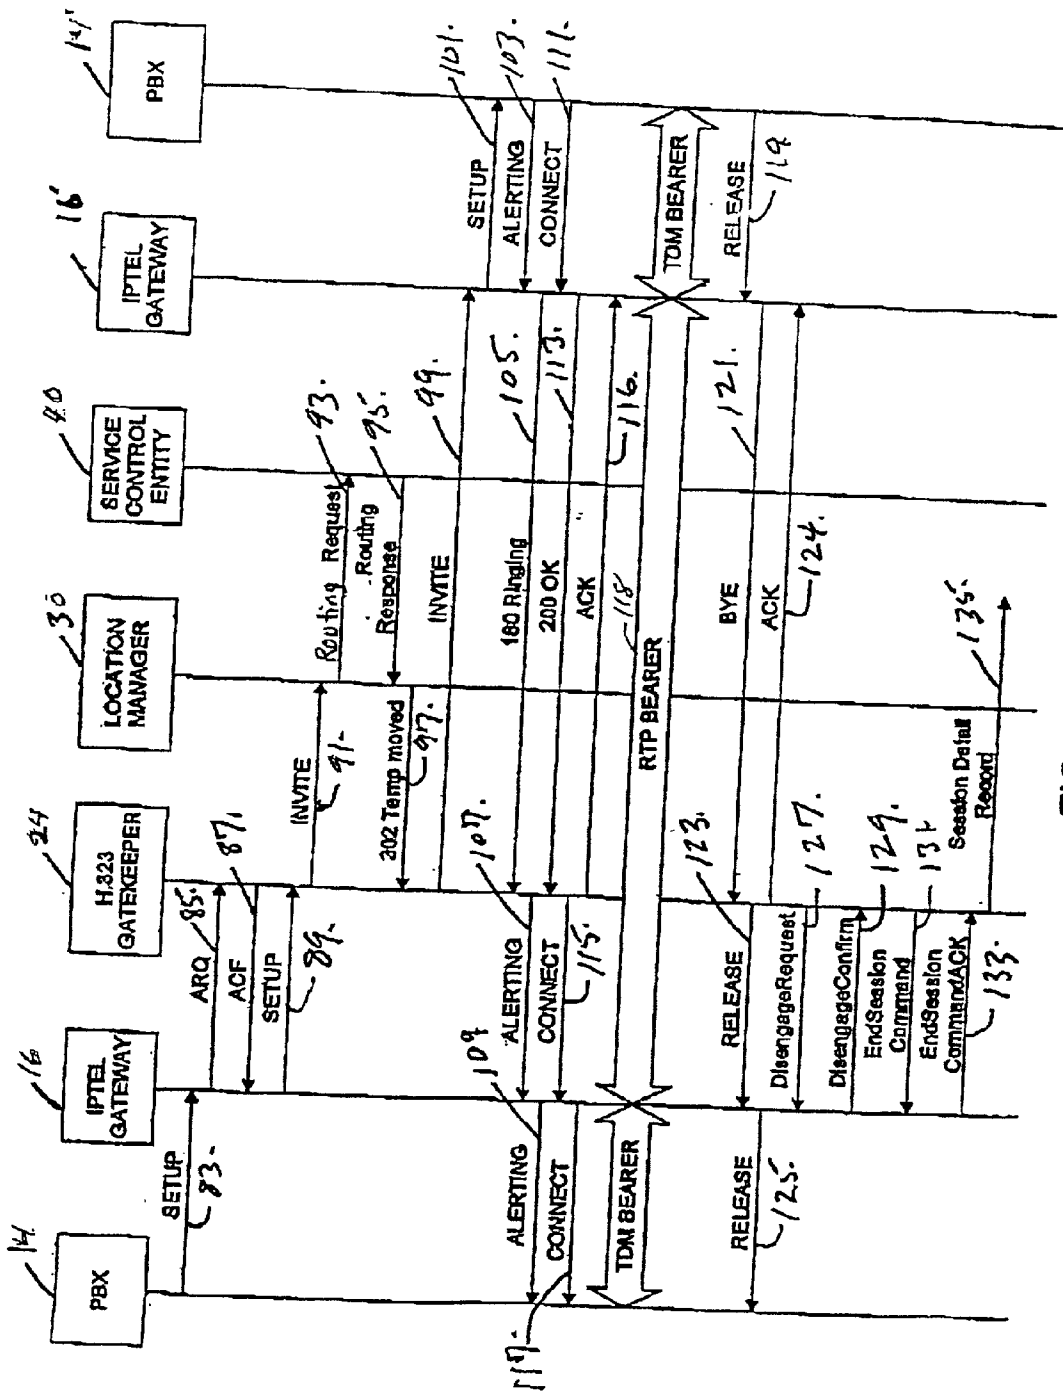 14
PBX
16
IPTEL
GATEWAY
24
H.323
GATEKEEPER
30
LOCATION
MANAGER
40
SERVICE
CONTROL
ENTITY
16'
IPTEL
GATEWAY
14'
PBX
SETUP
83.
ARQ
85.
ACF
87.
SETUP
89.
INVITE
91.
Routing Request
93.
Routing
Response
95.
302 Temp moved
97.
INVITE
99.
SETUP
101.
ALERTING
103.
180 Ringing
105.
ALERTING
107.
ALERTING
109.
CONNECT
111.
200 OK
113.
CONNECT
115.
CONNECT
117.
ACK
116.
TDM BEARER
RTP BEARER
118
TDM BEARER
RELEASE
119.
BYE
121.
RELEASE
123.
ACK
124.
RELEASE
125.
DisengageRequest
127.
DisengageConfirm
129.
EndSession
Command
131.
EndSession
CommandACK
133.
Session Detail
Record
135.